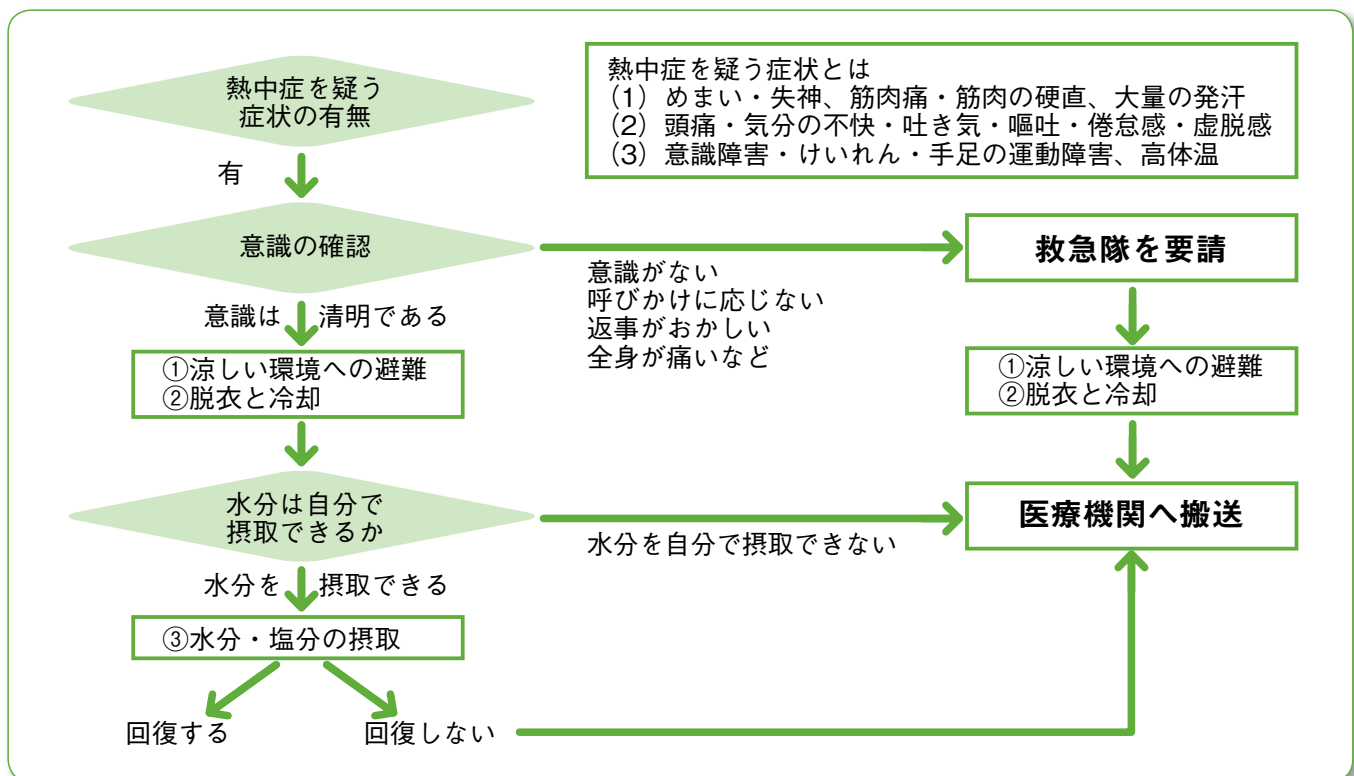 熱中症を疑う
症状の有無
熱中症を疑う症状とは
(1) めまい・失神、筋肉痛・筋肉の硬直、大量の発汗
(2) 頭痛・気分の不快・吐き気・嘔吐・倦怠感・虚脱感
(3) 意識障害・けいれん・手足の運動障害、高体温
有
意識の確認
意識がない
呼びかけに応じない
返事がおかしい
全身が痛いなど
救急隊を要請
意識は 清明である
①涼しい環境への避難
②脱衣と冷却
①涼しい環境への避難
②脱衣と冷却
水分は自分で
摂取できるか
水分を自分で摂取できない
医療機関へ搬送
水分を 摂取できる
③水分・塩分の摂取
回復する
回復しない